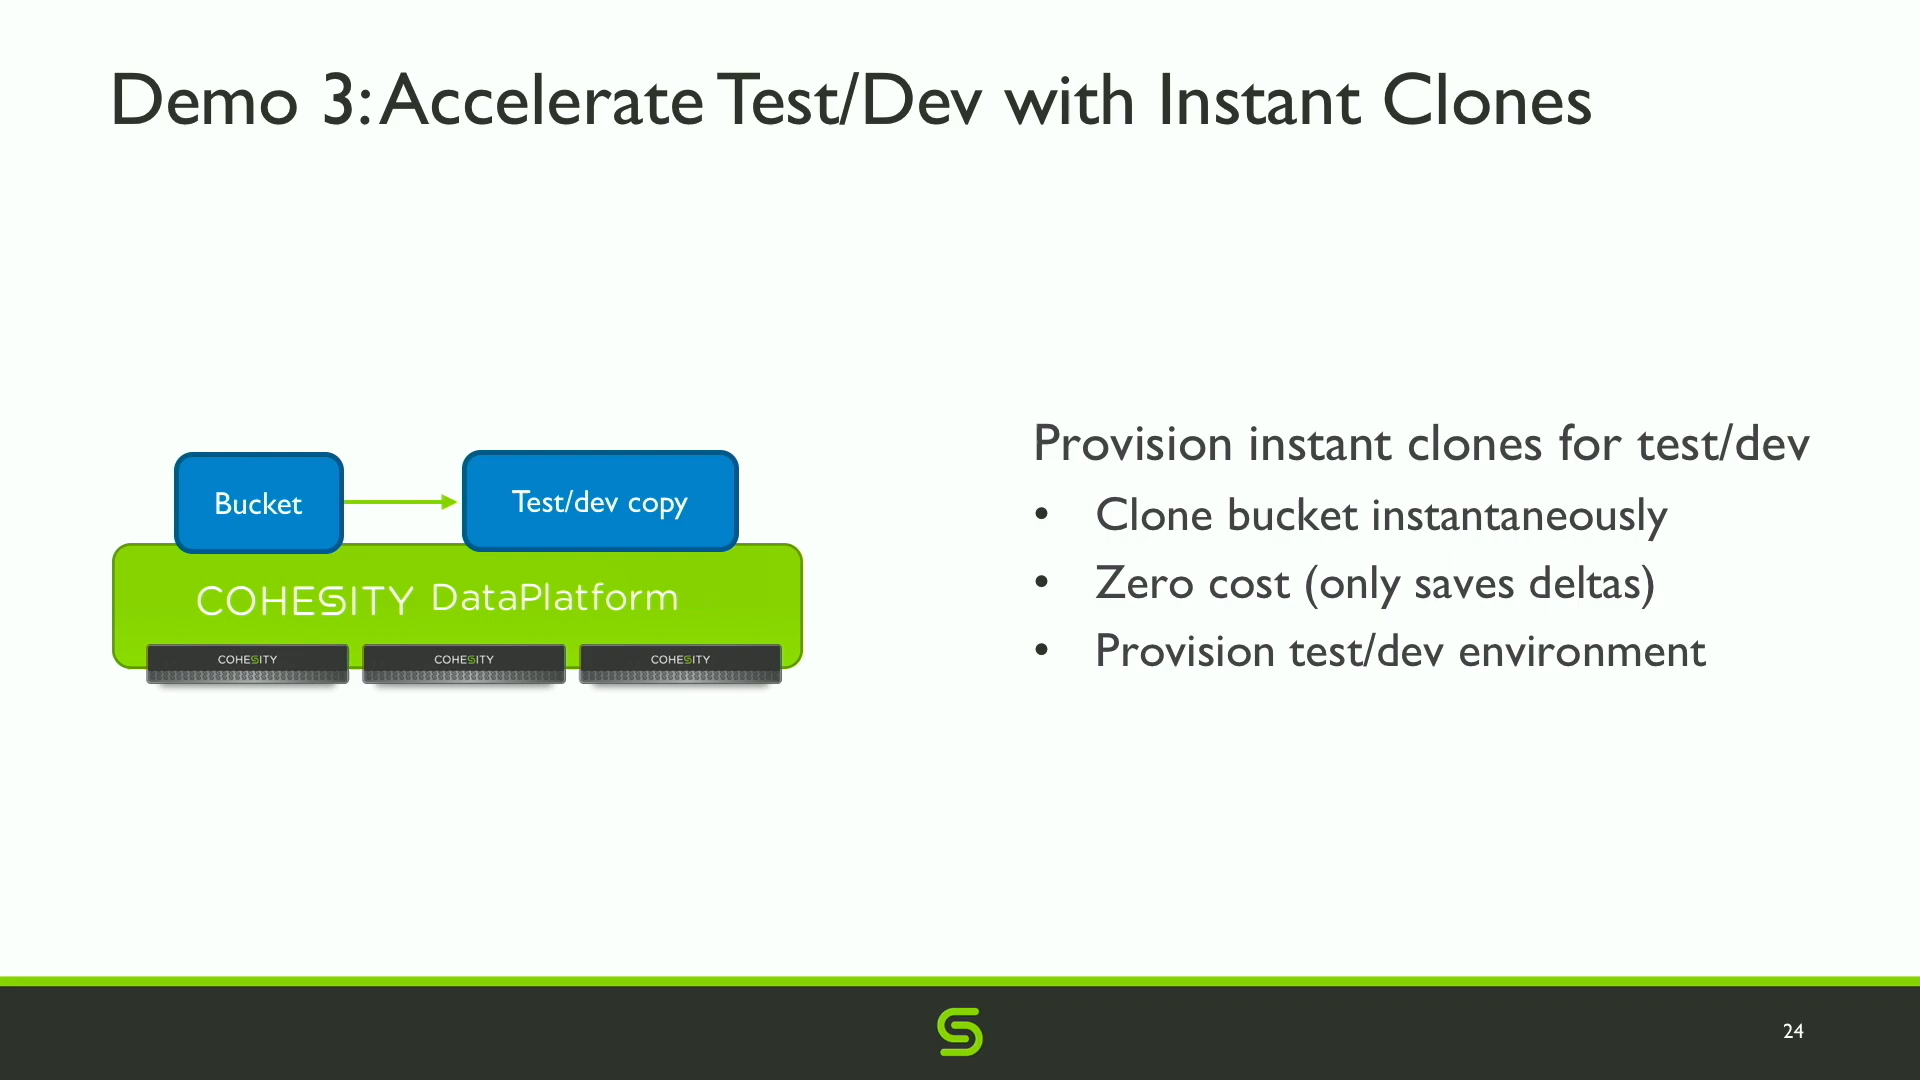 Demo 3: Accelerate Test/Dev with Instant Clones
Bucket
Test/dev copy
COHESITY DataPlatform
COHESITY
COHESITY
COHESITY
Provision instant clones for test/dev
• Clone bucket instantaneously
• Zero cost (only saves deltas)
• Provision test/dev environment
24